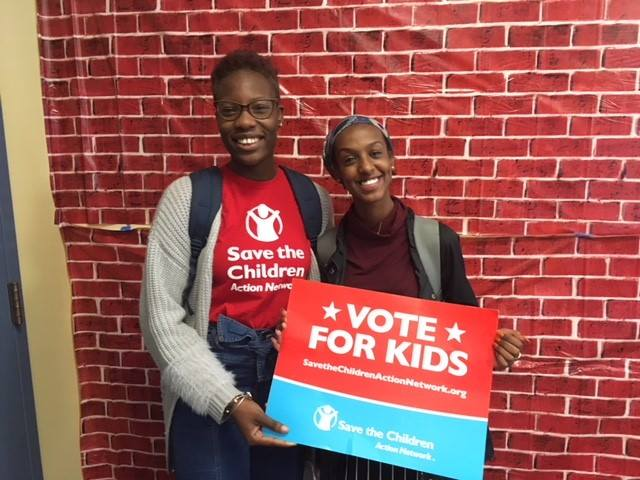 Save the
Children
Action Network
VOTE
FOR KIDS
SavetheChildrenActionNetwork.org
Save the Children
Action Network.